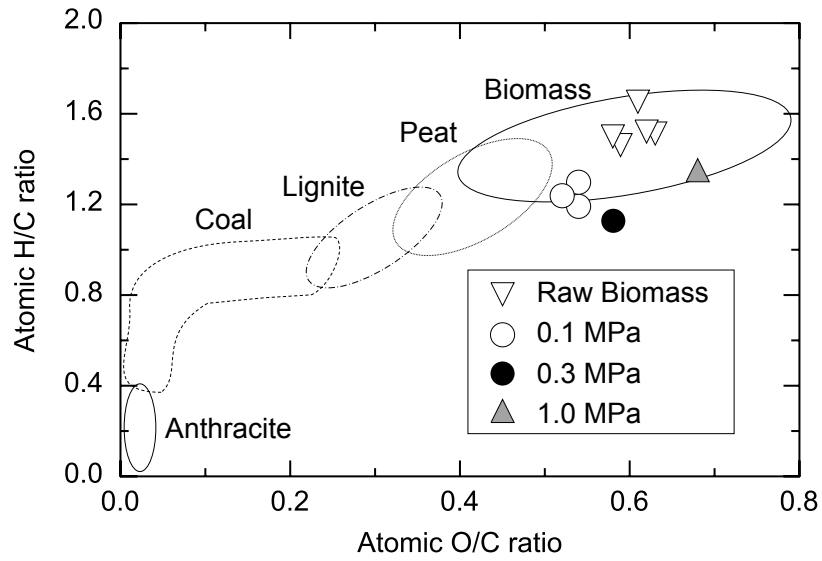 2.0
1.6
1.2
0.8
0.4
0.0
Atomic H/C ratio
Biomass
Peat
Lignite
Coal
Anthracite
Raw Biomass
0.1 MPa
0.3 MPa
1.0 MPa
0.0 0.2 0.4 0.6 0.8
Atomic O/C ratio